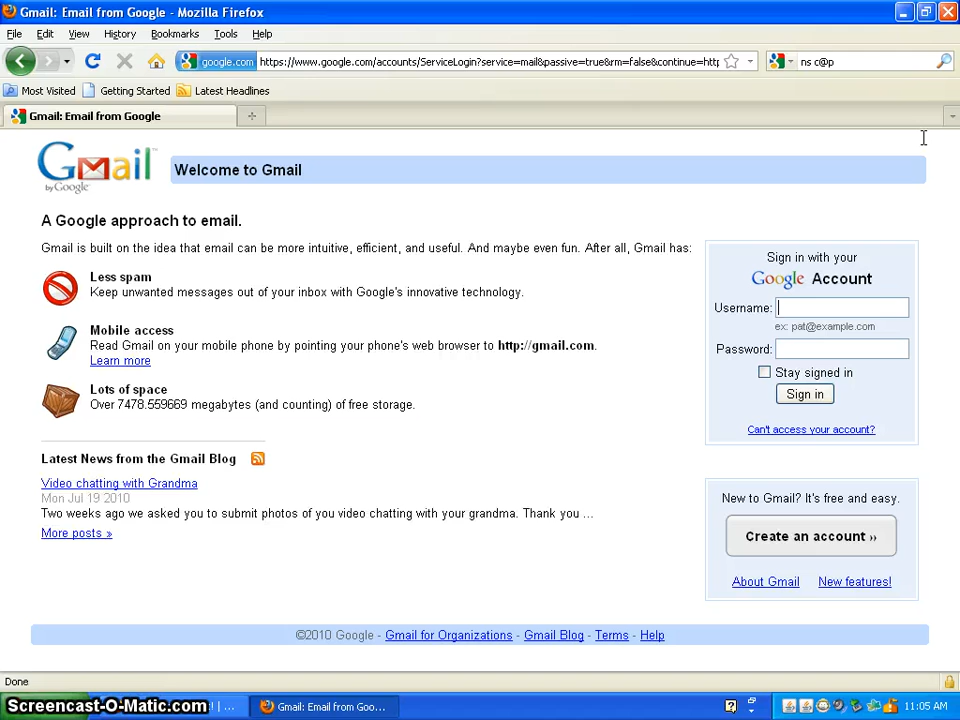 Gmail: Email from Google - Mozilla Firefox
File Edit View History Bookmarks Tools Help
google.com https://www.google.com/accounts/ServiceLogin?service=mail&passive=true&rm=false&continue=http ns c@p
Most Visited Getting Started Latest Headlines
Gmail: Email from Google
Gmail by Google
Welcome to Gmail
A Google approach to email.
Gmail is built on the idea that email can be more intuitive, efficient, and useful. And maybe even fun. After all, Gmail has:
Less spam
Keep unwanted messages out of your inbox with Google's innovative technology.
Mobile access
Read Gmail on your mobile phone by pointing your phone's web browser to http://gmail.com.
Learn more
Lots of space
Over 7478.559669 megabytes (and counting) of free storage.
Latest News from the Gmail Blog
Video chatting with Grandma
Mon Jul 19 2010
Two weeks ago we asked you to submit photos of you video chatting with your grandma. Thank you ...
More posts »
Sign in with your
Google Account
Username:
ex: pat@example.com
Password:
Stay signed in
Sign in
Can't access your account?
New to Gmail? It's free and easy.
Create an account ››
About Gmail New features!
©2010 Google - Gmail for Organizations - Gmail Blog - Terms - Help
Done
Screencast-O-Matic.com ! | ... Gmail: Email from Goo... 11:05 AM